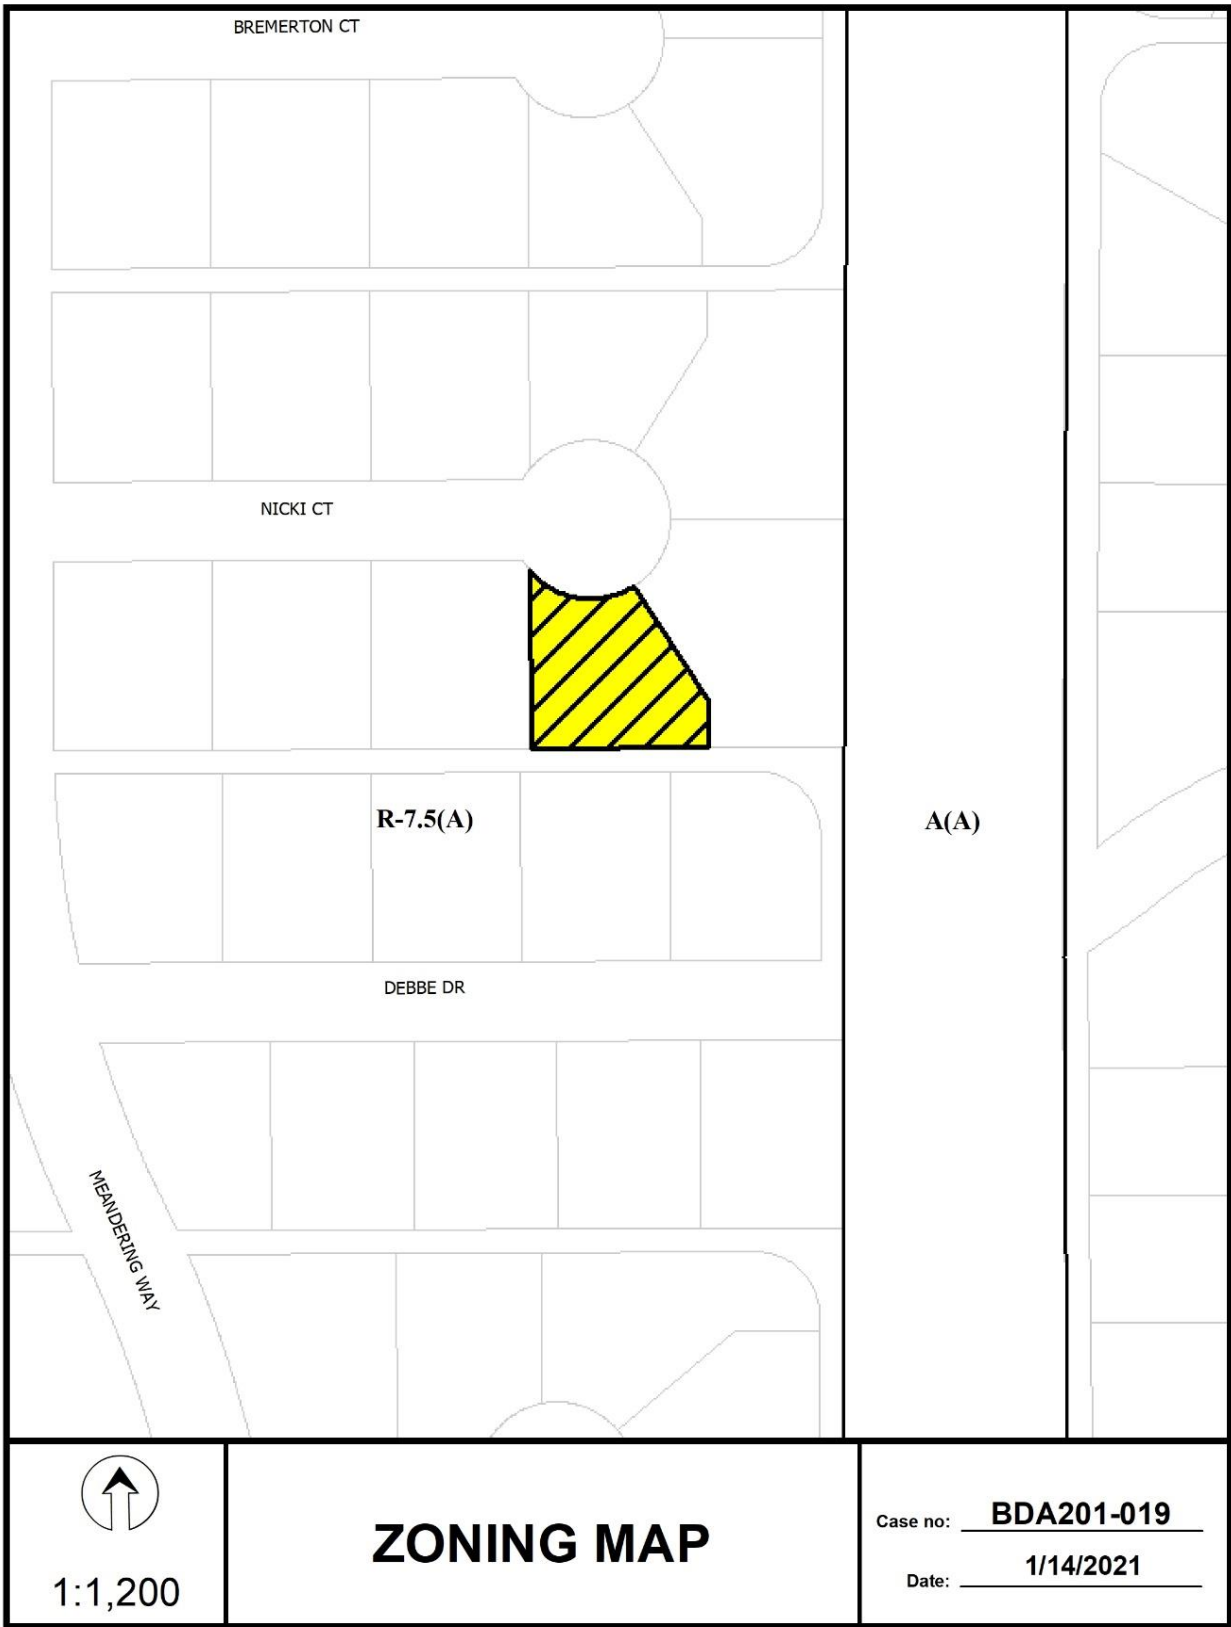 BREMERTON CT
NICKI CT
R-7.5(A)
A(A)
DEBBE DR
MEANDERING WAY
1:1,200
ZONING MAP
Case no: BDA201-019
Date: 1/14/2021